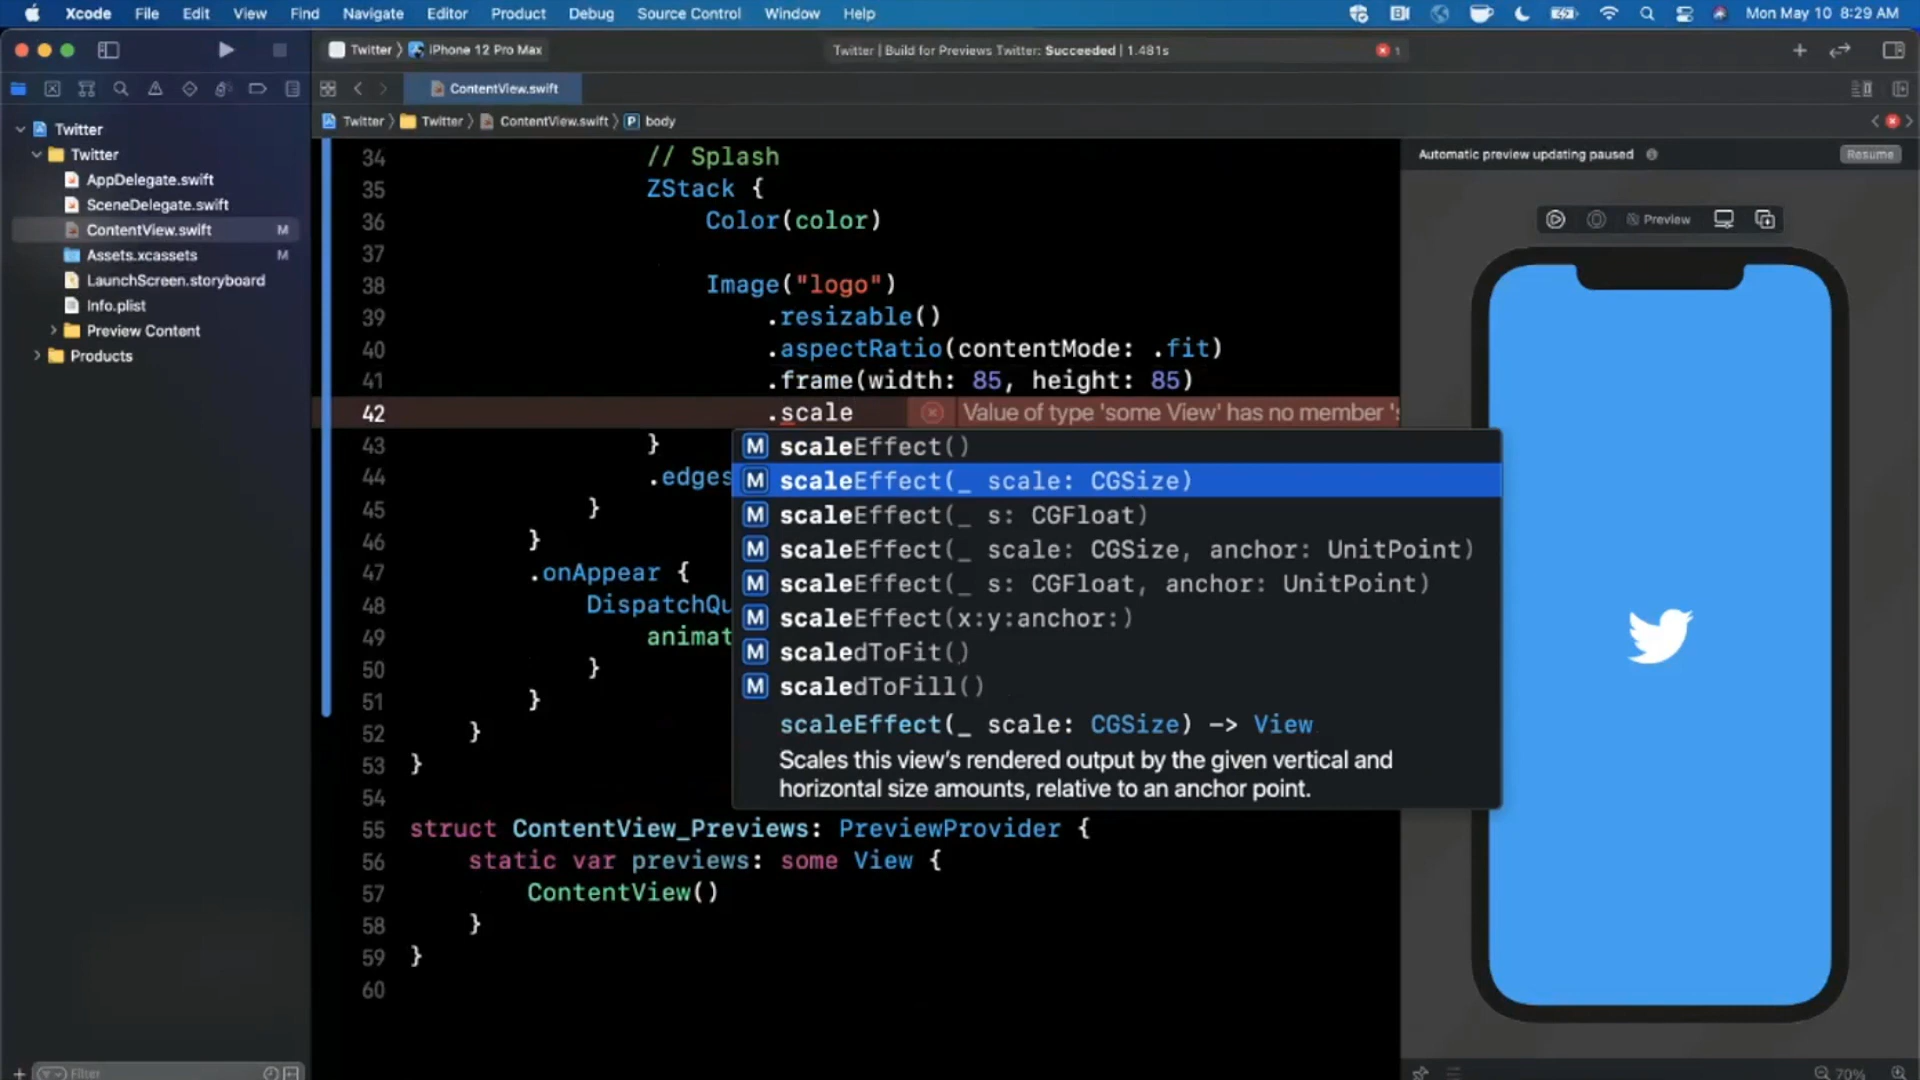 Xcode File Edit View Find Navigate Editor Product Debug Source Control Window Help Mon May 10 8:29 AM
Twitter iPhone 12 Pro Max Twitter | Build for Previews Twitter: Succeeded | 1.481s 1
ContentView.swift
Twitter Twitter ContentView.swift P body
Twitter
Twitter
AppDelegate.swift
SceneDelegate.swift
ContentView.swift M
Assets.xcassets M
LaunchScreen.storyboard
Info.plist
Preview Content
Products
Filter
34 // Splash
35 ZStack {
36 Color(color)
37
38 Image("logo")
39 .resizable()
40 .aspectRatio(contentMode: .fit)
41 .frame(width: 85, height: 85)
42 .scale Value of type 'some View' has no member '
43 }
44 .edges
45 }
46 }
47 .onAppear {
48 DispatchQu
49 animat
50 }
51 }
52 }
53 }
54
55 struct ContentView_Previews: PreviewProvider {
56 static var previews: some View {
57 ContentView()
58 }
59 }
60
M scaleEffect()
M scaleEffect(_ scale: CGSize)
M scaleEffect(_ s: CGFloat)
M scaleEffect(_ scale: CGSize, anchor: UnitPoint)
M scaleEffect(_ s: CGFloat, anchor: UnitPoint)
M scaleEffect(x:y:anchor:)
M scaledToFit()
M scaledToFill()
scaleEffect(_ scale: CGSize) -> View
Scales this view's rendered output by the given vertical and
horizontal size amounts, relative to an anchor point.
Automatic preview updating paused Resume
Preview
70%